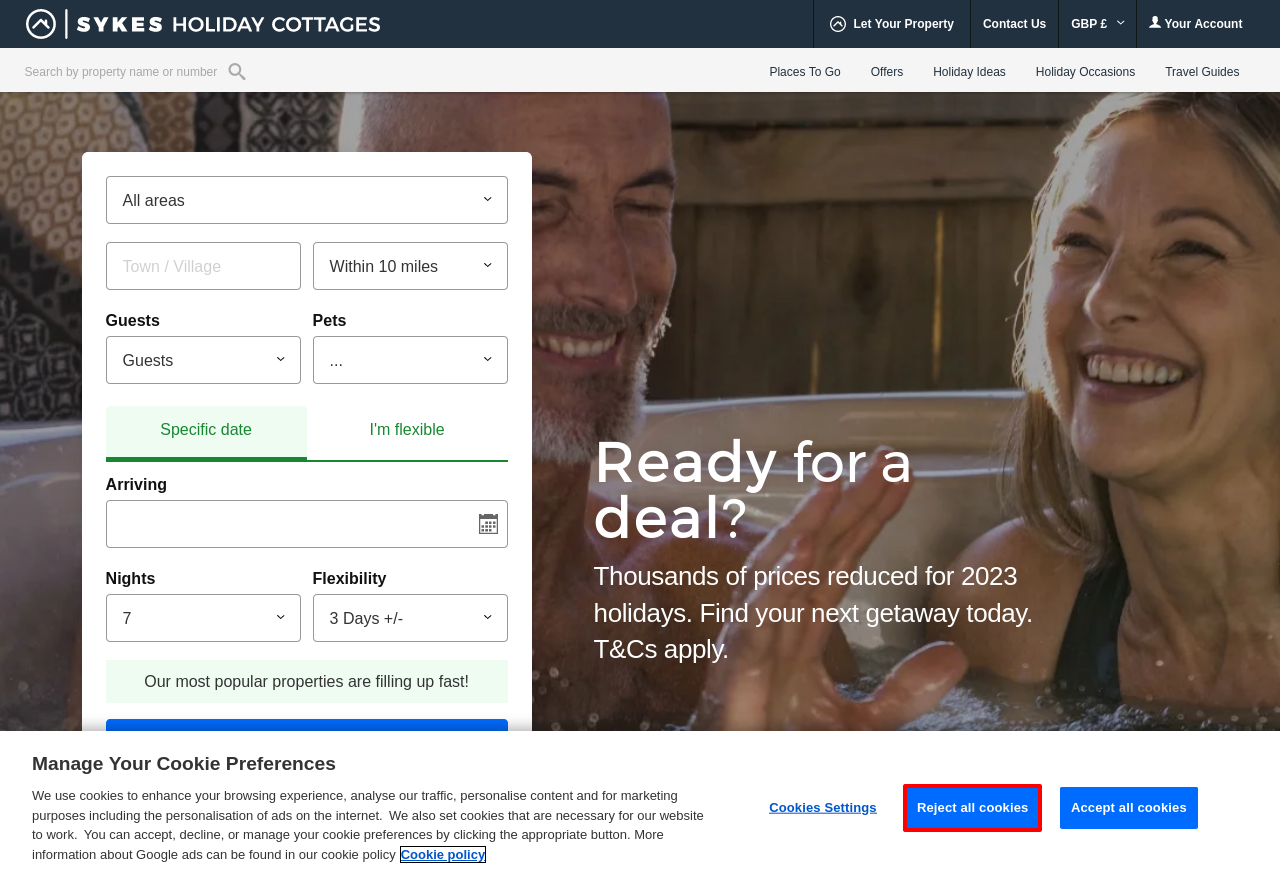 SYKES HOLIDAY COTTAGES
Let Your Property
Contact Us
GBP £
Your Account
Search by property name or number
Places To Go
Offers
Holiday Ideas
Holiday Occasions
Travel Guides
All areas
Town / Village
Within 10 miles
Guests
Pets
Guests
...
Specific date
I'm flexible
Arriving
Nights
Flexibility
7
3 Days +/-
Our most popular properties are filling up fast!
Ready for a
deal?
Thousands of prices reduced for 2023
holidays. Find your next getaway today.
T&Cs apply.
Manage Your Cookie Preferences
We use cookies to enhance your browsing experience, analyse our traffic, personalise content and for marketing
purposes including the personalisation of ads on the internet.  We also set cookies that are necessary for our website
to work.  You can accept, decline, or manage your cookie preferences by clicking the appropriate button. More
information about Google ads can be found in our cookie policy Cookie policy
Cookies Settings
Reject all cookies
Accept all cookies